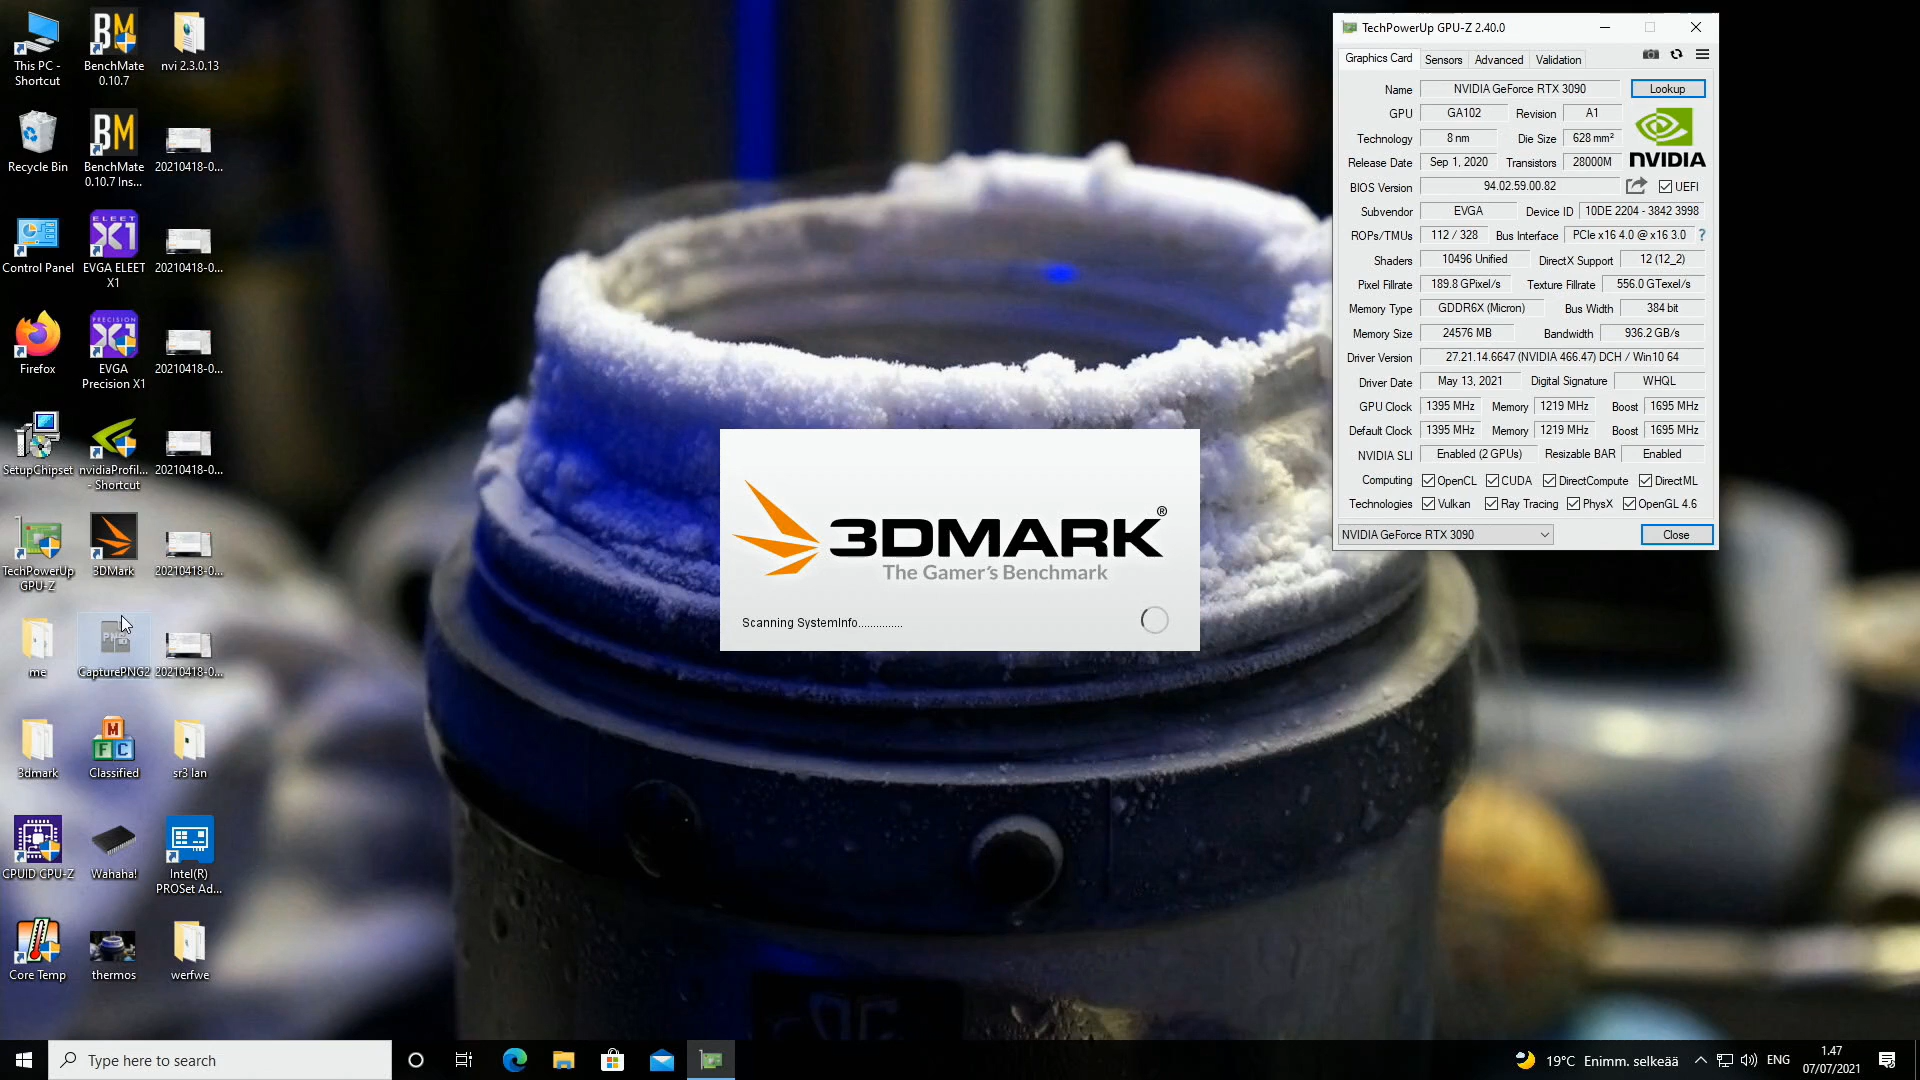 This PC -
Shortcut
BenchMate
0.10.7
nvi 2.3.0.13
Recycle Bin
BenchMate
0.10.7 Ins...
20210418-0...
Control Panel
EVGA ELEET
X1
20210418-0...
Firefox
EVGA
Precision X1
20210418-0...
SetupChipset
nvidiaProfil...
- Shortcut
20210418-0...
TechPowerUp
GPU-Z
3DMark
20210418-0...
me
CapturePNG2
20210418-0...
3dmark
Classified
sr3 lan
CPUID CPU-Z
Wahaha!
Intel(R)
PROSet Ad...
Core Temp
thermos
werfwe
BM
BM
ELEET
X1
PRECISION
X1
M
F C
3DMARK®
The Gamer's Benchmark
Scanning SystemInfo...............
TechPowerUp GPU-Z 2.40.0
Graphics Card Sensors Advanced Validation
Name NVIDIA GeForce RTX 3090 Lookup
GPU GA102 Revision A1
Technology 8 nm Die Size 628 mm²
Release Date Sep 1, 2020 Transistors 28000M
NVIDIA
BIOS Version 94.02.59.00.82 UEFI
Subvendor EVGA Device ID 10DE 2204 - 3842 3998
ROPs/TMUs 112 / 328 Bus Interface PCIe x16 4.0 @ x16 3.0 ?
Shaders 10496 Unified DirectX Support 12 (12_2)
Pixel Fillrate 189.8 GPixel/s Texture Fillrate 556.0 GTexel/s
Memory Type GDDR6X (Micron) Bus Width 384 bit
Memory Size 24576 MB Bandwidth 936.2 GB/s
Driver Version 27.21.14.6647 (NVIDIA 466.47) DCH / Win10 64
Driver Date May 13, 2021 Digital Signature WHQL
GPU Clock 1395 MHz Memory 1219 MHz Boost 1695 MHz
Default Clock 1395 MHz Memory 1219 MHz Boost 1695 MHz
NVIDIA SLI Enabled (2 GPUs) Resizable BAR Enabled
Computing OpenCL CUDA DirectCompute DirectML
Technologies Vulkan Ray Tracing PhysX OpenGL 4.6
NVIDIA GeForce RTX 3090 Close
Type here to search
19°C Enimm. selkeää ENG
1.47
07/07/2021